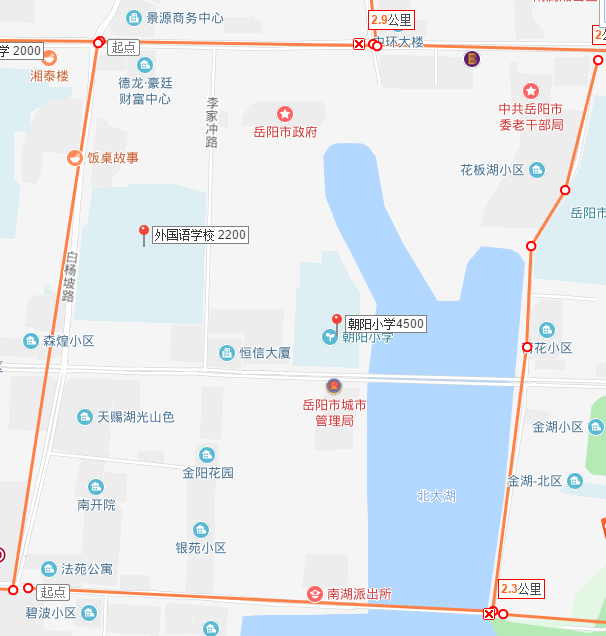 景源商务中心
2.9公里
学 2000
起点
中环大楼
湘泰楼
德龙·豪廷
财富中心
李家冲路
中共岳阳市
委老干部局
岳阳市政府
饭桌故事
花板湖小区
岳阳市
外国语学校 2200
白杨坡路
朝阳小学4500
朝阳小学
森煌小区
恒信大厦
花小区
岳阳市城市
管理局
天赐湖光山色
金湖小区
金阳花园
金湖-北区
南开院
北大湖
银苑小区
法苑公寓
2.3公里
起点
南湖派出所
碧波小区